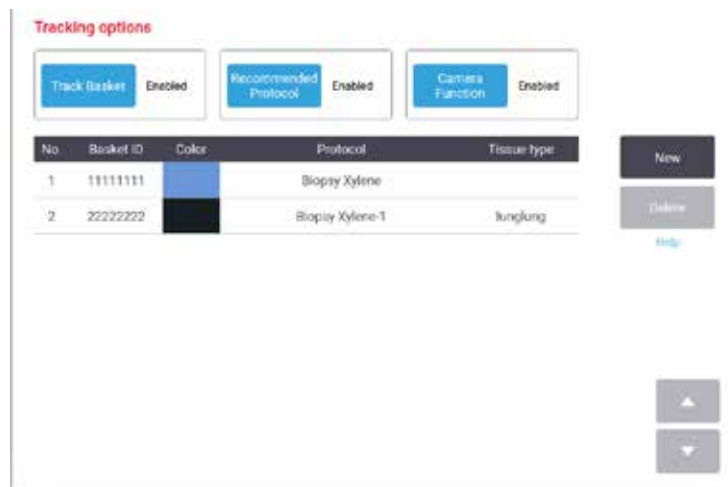 Tracking options
Track Basket Enabled
Recommended Protocol Enabled
Camera Function Enabled
No. Basket ID Color Protocol Tissue type
1 11111111 Biopsy Xylene
2 22222222 Biopsy Xylene-1 lunglung
New
Delete
Help